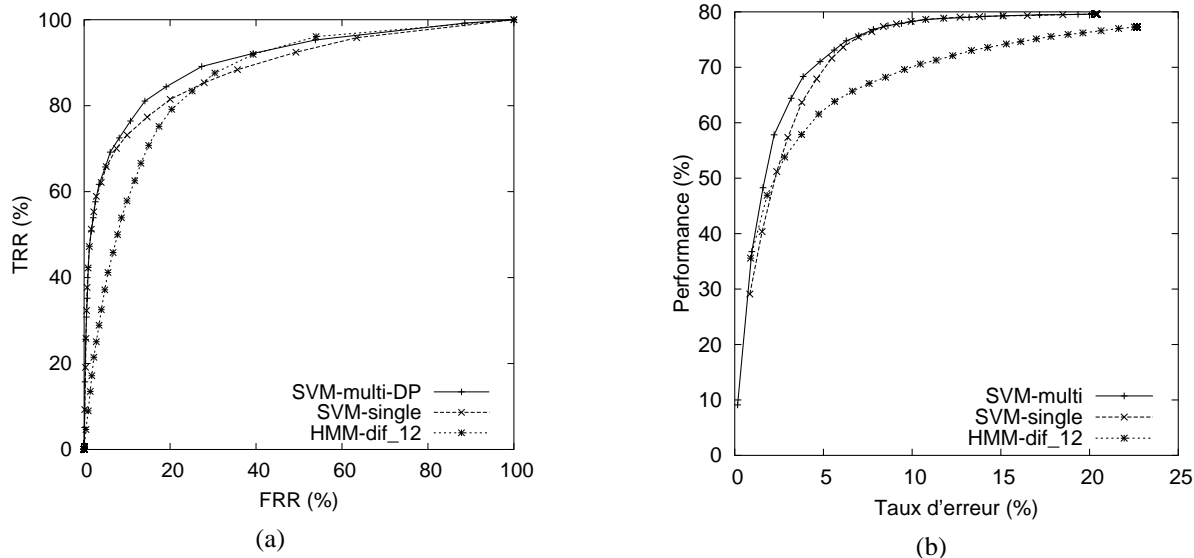 100
80
60
40
20
0
TRR (%)
0 20 40 60 80 100
FRR (%)
SVM-multi-DP
SVM-single
HMM-dif_12
(a)
80
70
60
50
40
30
20
10
0
Performance (%)
0 5 10 15 20 25
Taux d'erreur (%)
SVM-multi
SVM-single
HMM-dif_12
(b)